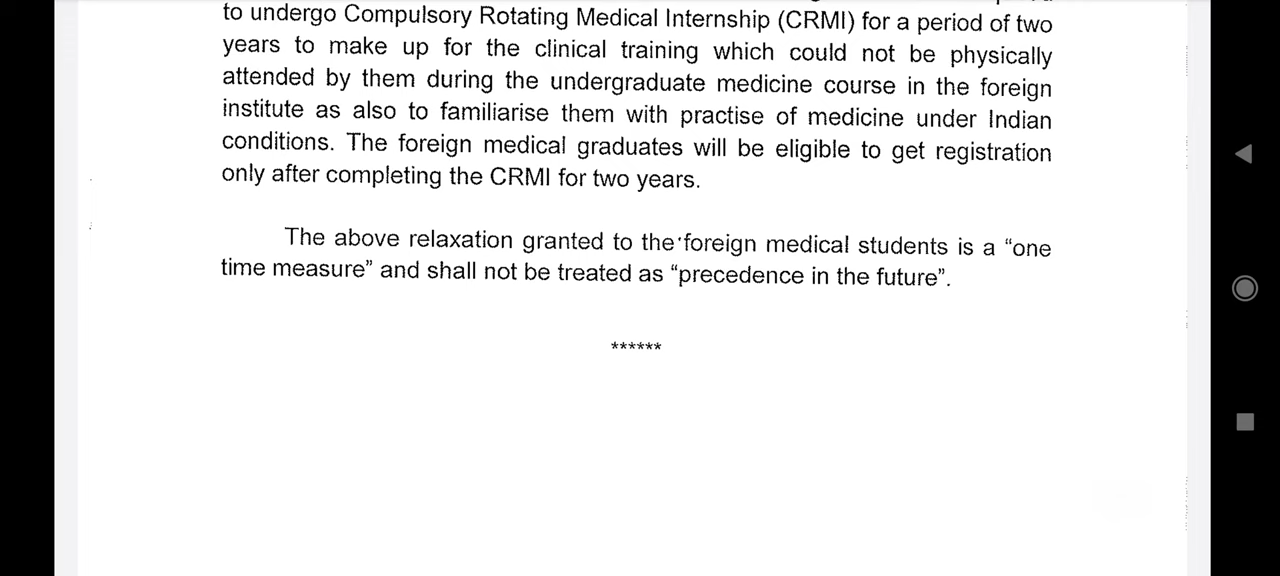 to undergo Compulsory Rotating Medical Internship (CRMI) for a period of two
years to make up for the clinical training which could not be physically
attended by them during the undergraduate medicine course in the foreign
institute as also to familiarise them with practise of medicine under Indian
conditions. The foreign medical graduates will be eligible to get registration
only after completing the CRMI for two years.
The above relaxation granted to the foreign medical students is a “one
time measure” and shall not be treated as “precedence in the future”.
******